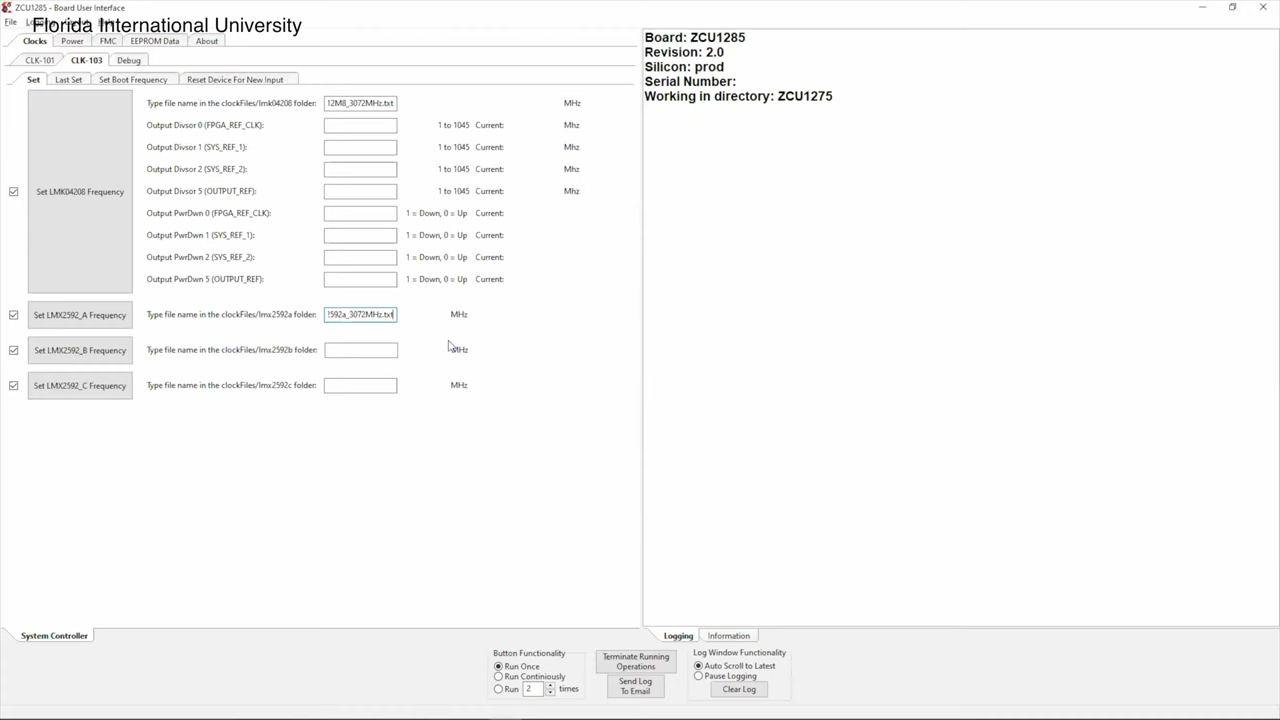 ZCU1285 - Board User Interface
File
Florida International University
Clocks Power FMC EEPROM Data About
CLK-101 CLK-103 Debug
Set Last Set Set Boot Frequency Reset Device For New Input
Type file name in the clockFiles/lmk04208 folder: 12M8_3072MHz.txt MHz
Output Divsor 0 (FPGA_REF_CLK): 1 to 1045 Current: Mhz
Output Divsor 1 (SYS_REF_1): 1 to 1045 Current: Mhz
Output Divsor 2 (SYS_REF_2): 1 to 1045 Current: Mhz
Set LMK04208 Frequency
Output Divsor 5 (OUTPUT_REF): 1 to 1045 Current: Mhz
Output PwrDwn 0 (FPGA_REF_CLK): 1 = Down, 0 = Up Current:
Output PwrDwn 1 (SYS_REF_1): 1 = Down, 0 = Up Current:
Output PwrDwn 2 (SYS_REF_2): 1 = Down, 0 = Up Current:
Output PwrDwn 5 (OUTPUT_REF): 1 = Down, 0 = Up Current:
Set LMX2592_A Frequency Type file name in the clockFiles/lmx2592a folder: !592a_3072MHz.txt MHz
Set LMX2592_B Frequency Type file name in the clockFiles/lmx2592b folder: MHz
Set LMX2592_C Frequency Type file name in the clockFiles/lmx2592c folder: MHz
Board: ZCU1285
Revision: 2.0
Silicon: prod
Serial Number:
Working in directory: ZCU1275
System Controller
Logging Information
Button Functionality
Run Once
Run Continiously
Run 2 times
Terminate Running
Operations
Send Log
To Email
Log Window Functionality
Auto Scroll to Latest
Pause Logging
Clear Log